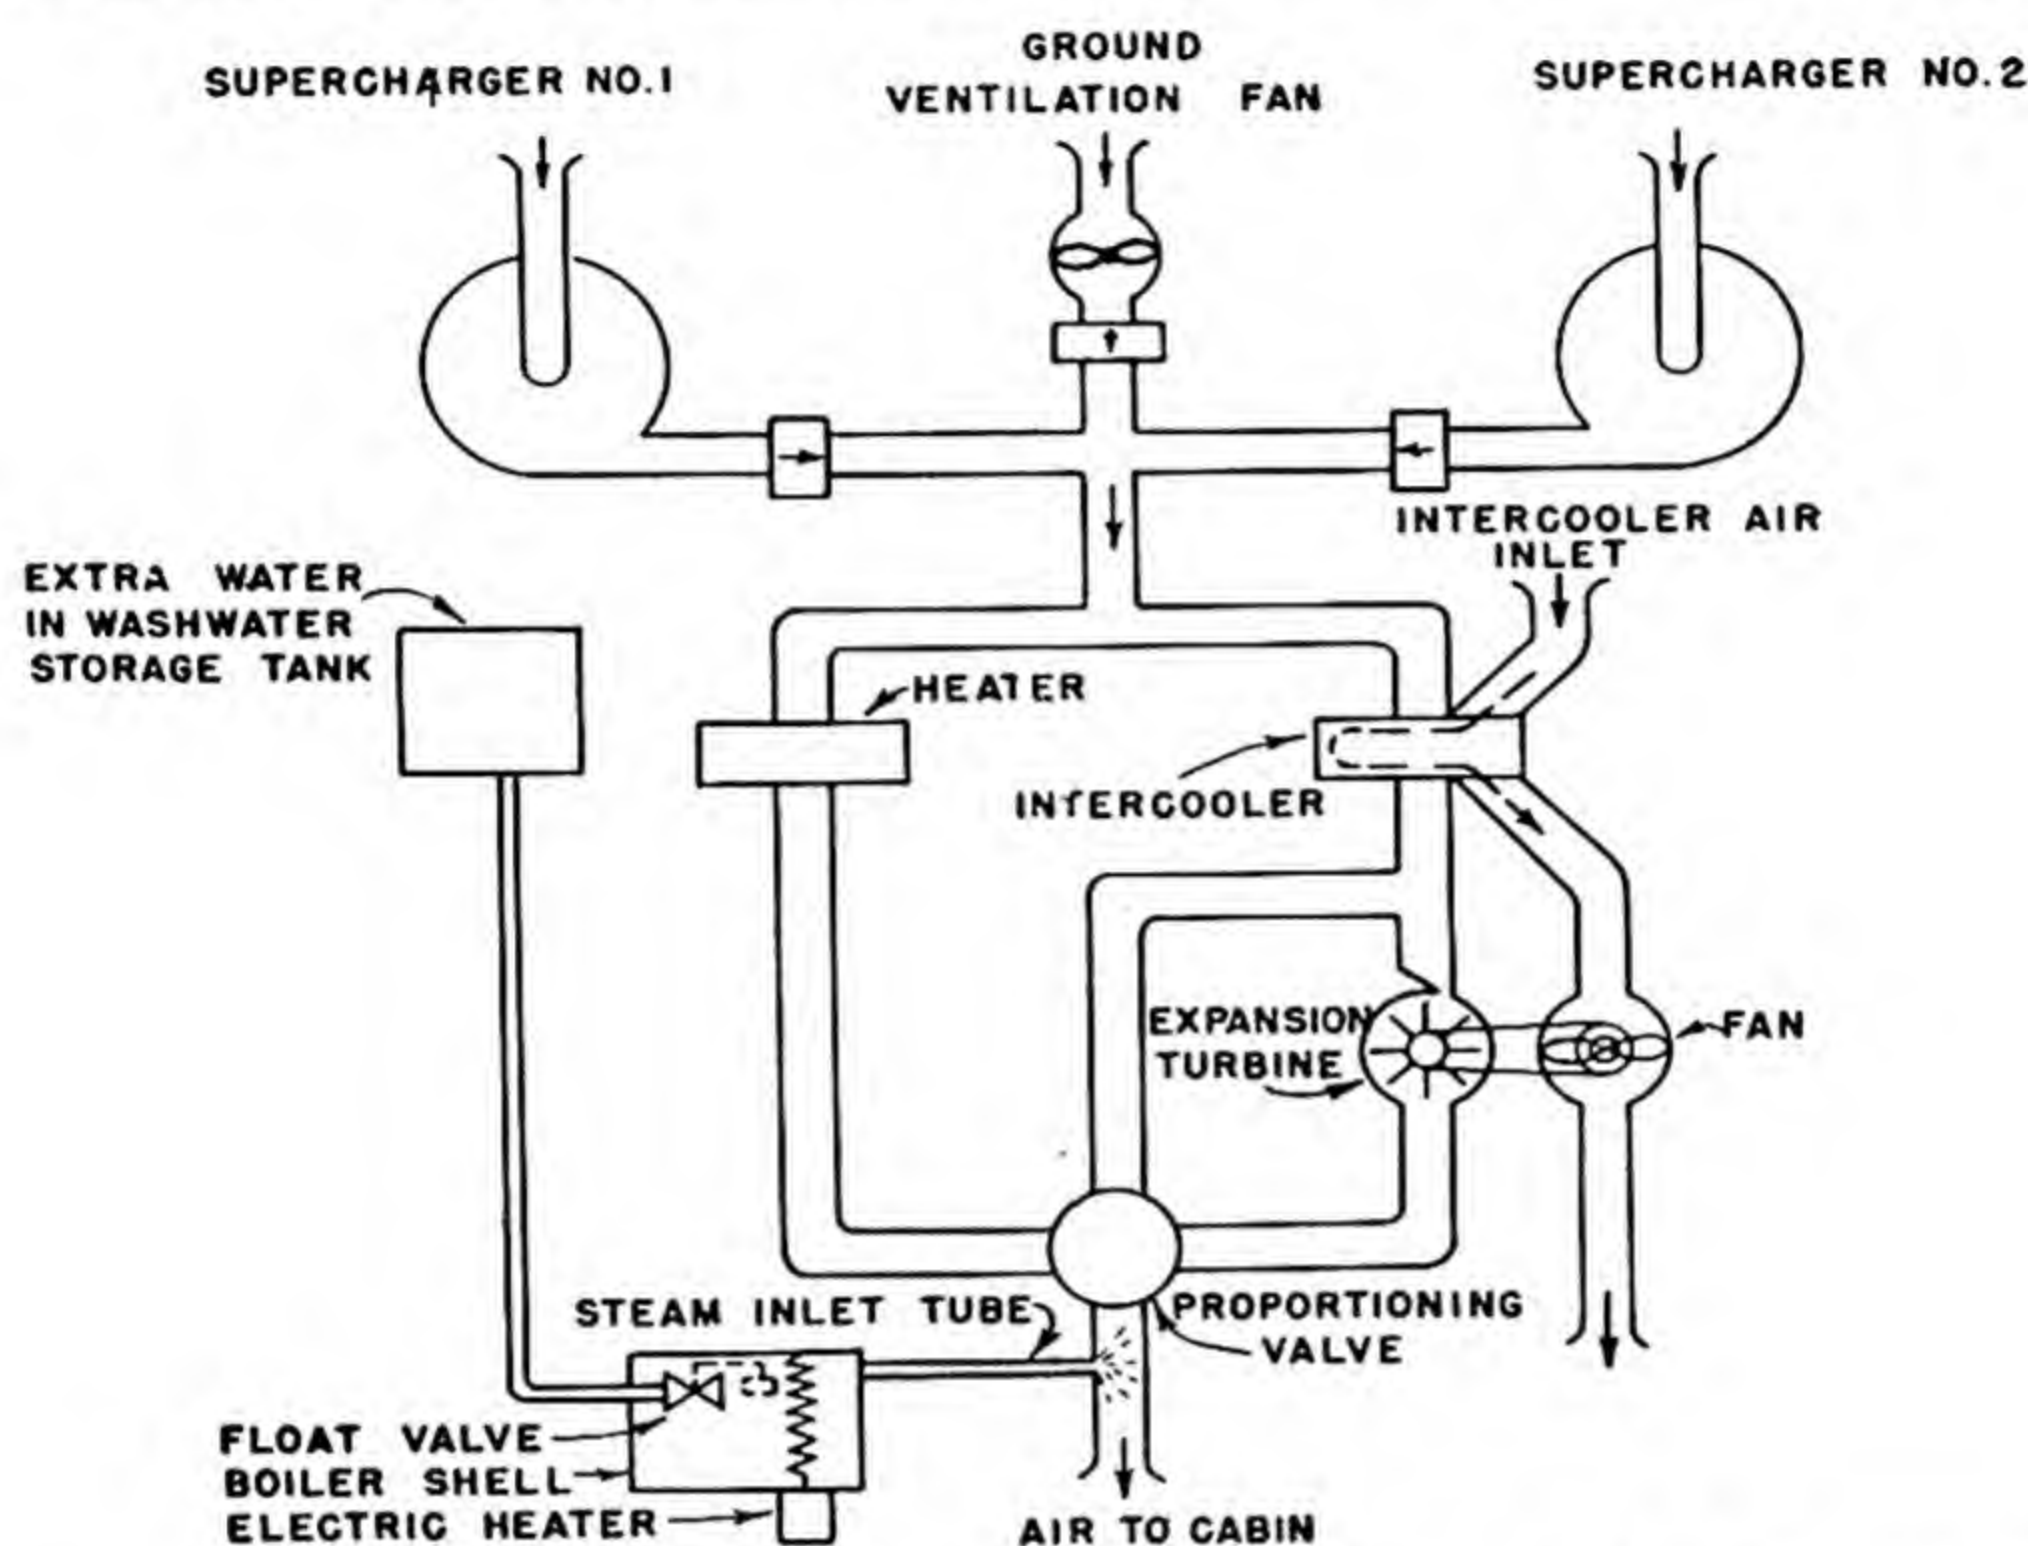 SUPERCHARGER NO.1
GROUND
VENTILATION FAN
SUPERCHARGER NO.2
INTERCOOLER AIR
INLET
EXTRA WATER
IN WASHWATER
STORAGE TANK
HEATER
INTERCOOLER
EXPANSION
TURBINE
FAN
STEAM INLET TUBE
PROPORTIONING
VALVE
FLOAT VALVE
BOILER SHELL
ELECTRIC HEATER
AIR TO CABIN